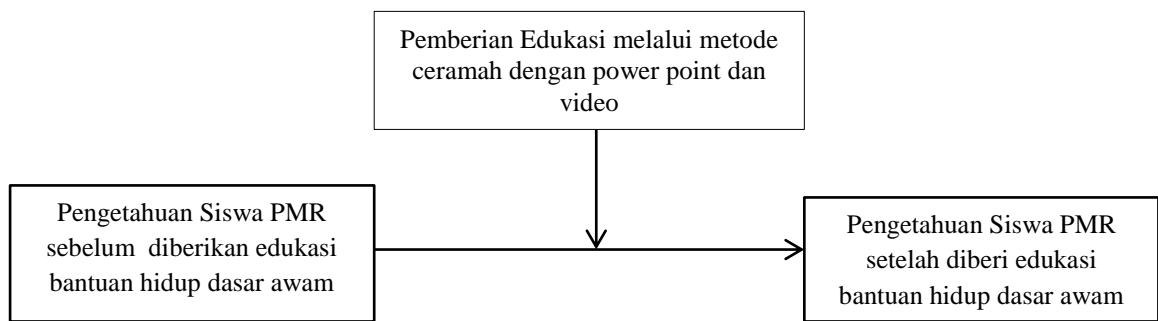 Pemberian Edukasi melalui metode
ceramah dengan power point dan
video
Pengetahuan Siswa PMR
sebelum  diberikan edukasi
bantuan hidup dasar awam
Pengetahuan Siswa PMR
setelah diberi edukasi
bantuan hidup dasar awam